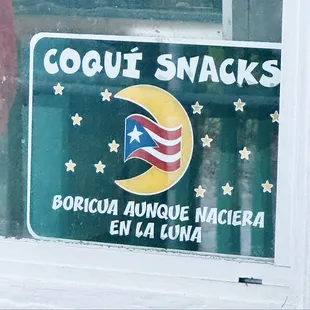 COQUÍ SNACKS
BORICUA AUNQUE NACIERA
EN LA LUNA